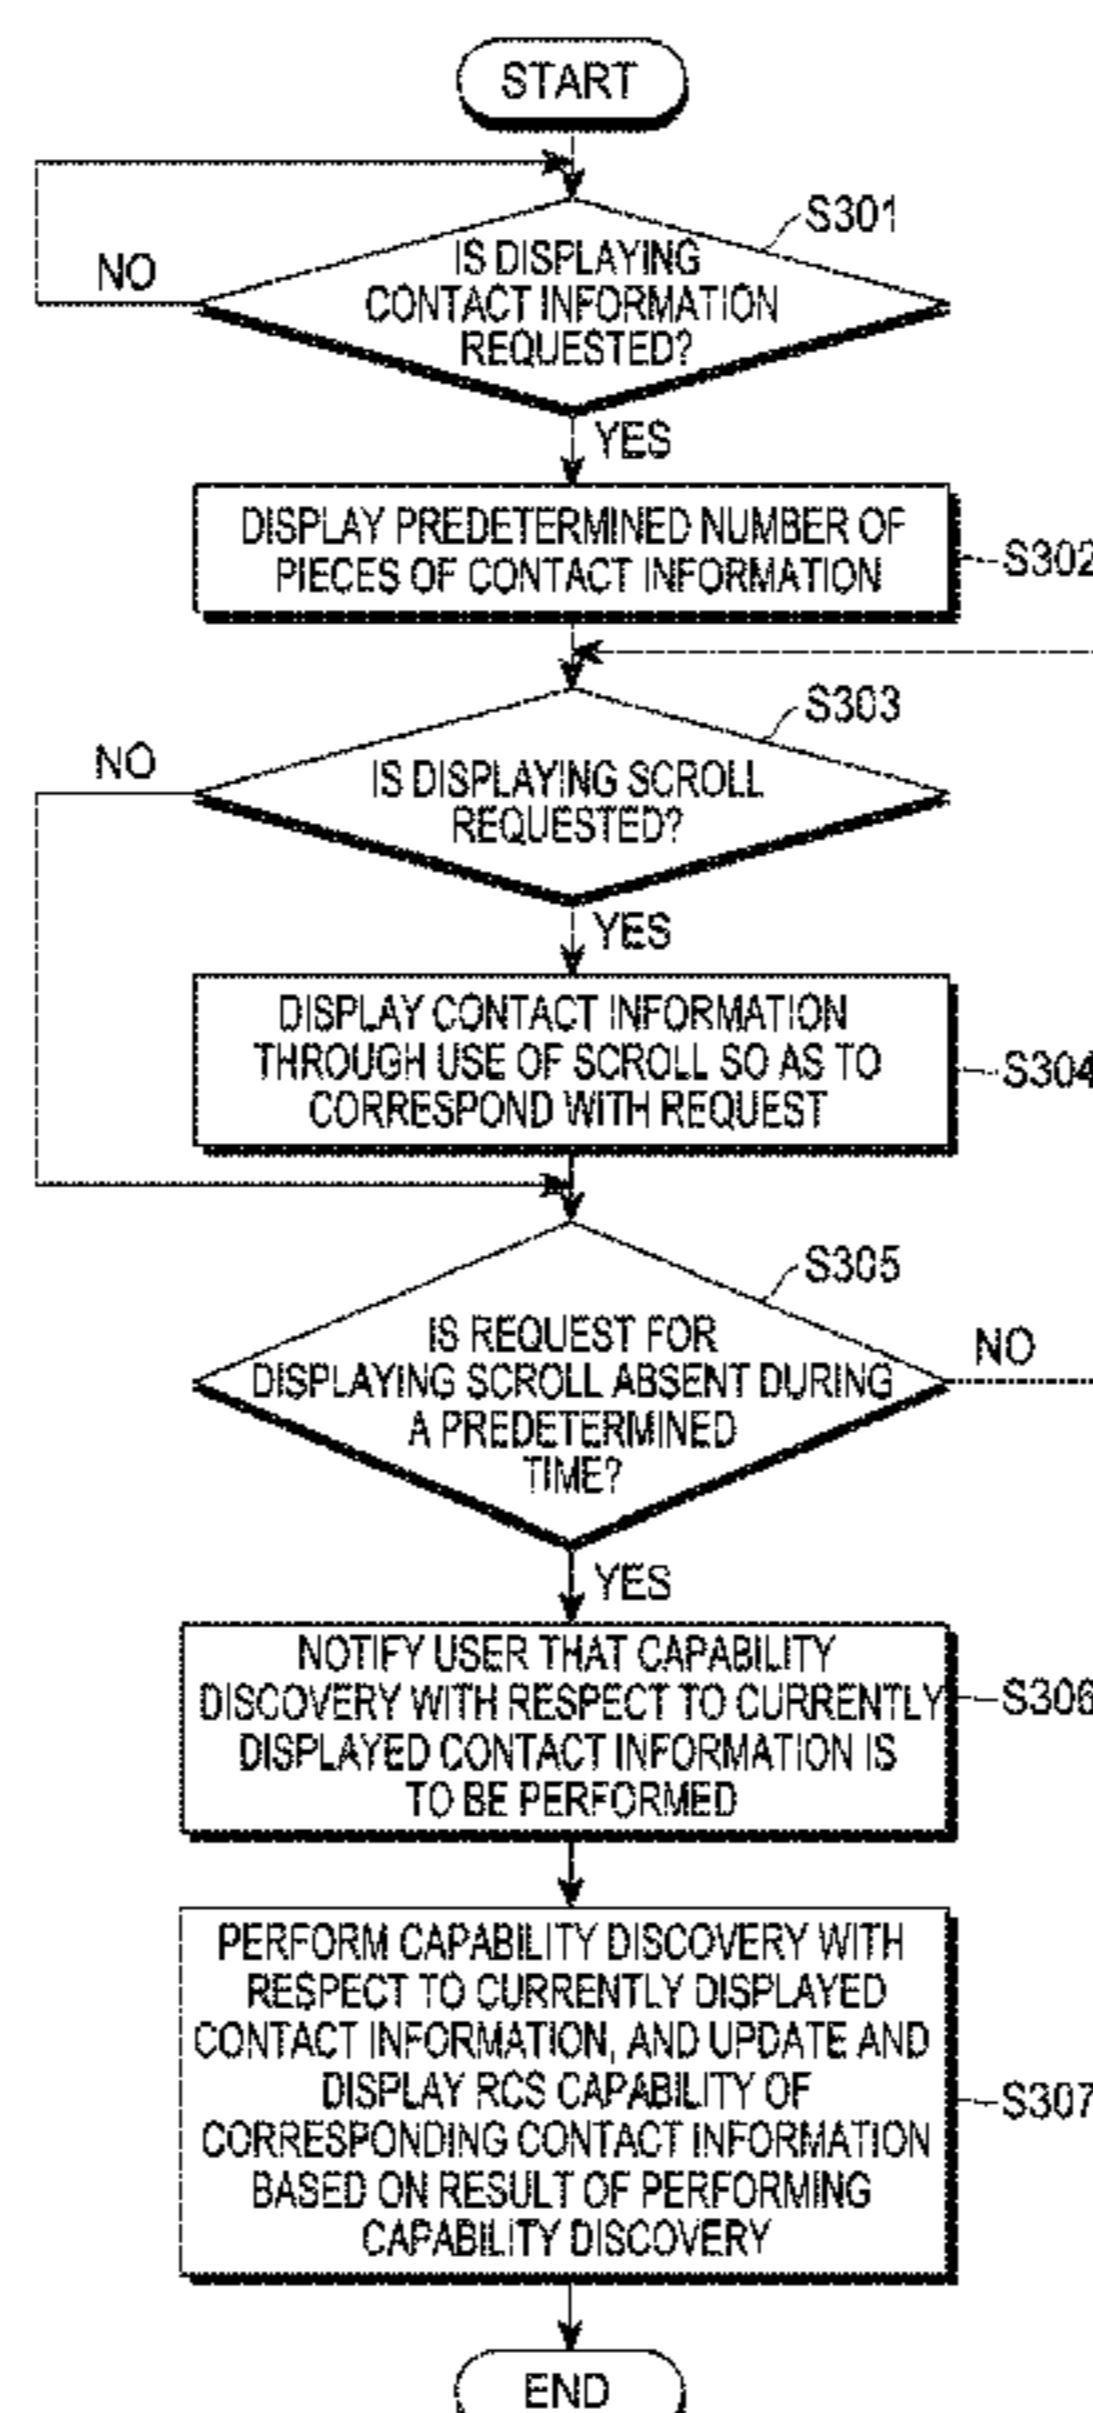 START
S301
IS DISPLAYING
CONTACT INFORMATION
REQUESTED?
NO
YES
DISPLAY PREDETERMINED NUMBER OF
PIECES OF CONTACT INFORMATION
S302
S303
NO
IS DISPLAYING SCROLL
REQUESTED?
YES
DISPLAY CONTACT INFORMATION
THROUGH USE OF SCROLL SO AS TO
CORRESPOND WITH REQUEST
S304
S305
IS REQUEST FOR
DISPLAYING SCROLL ABSENT DURING
A PREDETERMINED
TIME?
NO
YES
NOTIFY USER THAT CAPABILITY
DISCOVERY WITH RESPECT TO CURRENTLY
DISPLAYED CONTACT INFORMATION IS
TO BE PERFORMED
S306
PERFORM CAPABILITY DISCOVERY WITH
RESPECT TO CURRENTLY DISPLAYED
CONTACT INFORMATION, AND UPDATE AND
DISPLAY RCS CAPABILITY OF
CORRESPONDING CONTACT INFORMATION
BASED ON RESULT OF PERFORMING
CAPABILITY DISCOVERY
S307
END